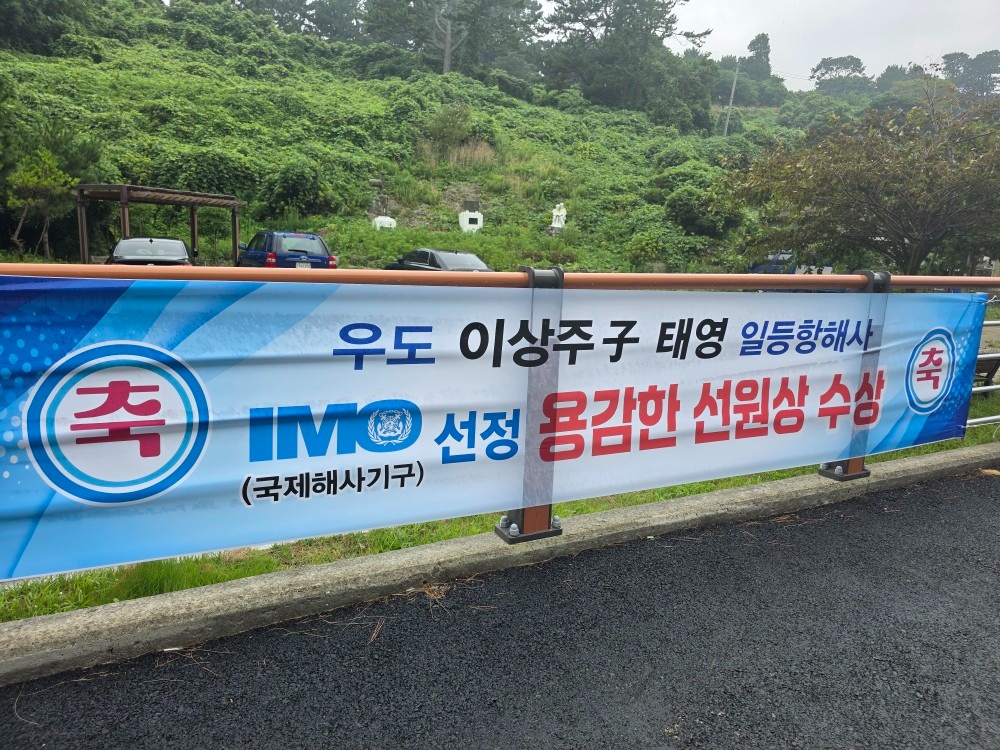 축
우도 이상주 子 태영 일등항해사
IMO 선정 용감한 선원상 수상
(국제해사기구)
축